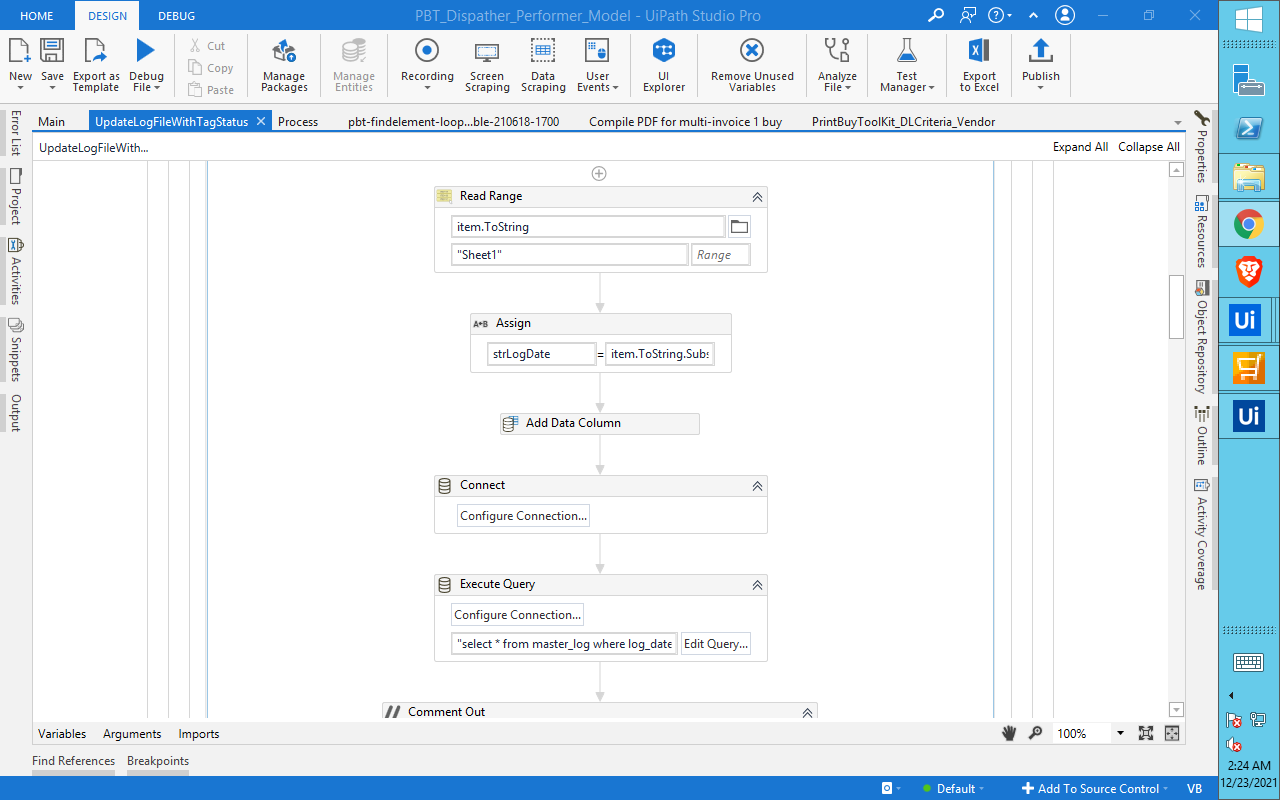 HOME DESIGN DEBUG PBT_Dispather_Performer_Model - UiPath Studio Pro
New Save Export as Template Debug File Cut Copy Paste Manage Packages Manage Entities Recording Screen Scraping Data Scraping User Events UI Explorer Remove Unused Variables Analyze File Test Manager Export to Excel Publish
Main UpdateLogFileWithTagStatus Process pbt-findelement-loop...ble-210618-1700 Compile PDF for multi-invoice 1 buy PrintBuyToolKit_DLCriteria_Vendor
UpdateLogFileWith... Expand All Collapse All
Error List
Project
Activities
Snippets
Output
Read Range
item.ToString
"Sheet1" Range
A+B Assign
strLogDate = item.ToString.Subs
Add Data Column
Connect
Configure Connection...
Execute Query
Configure Connection...
"select * from master_log where log_date Edit Query...
Comment Out
Properties
Resources
Object Repository
Outline
Activity Coverage
Variables Arguments Imports 100%
Find References Breakpoints
Default Add To Source Control VB
Ui
Ui
2:24 AM
12/23/2021